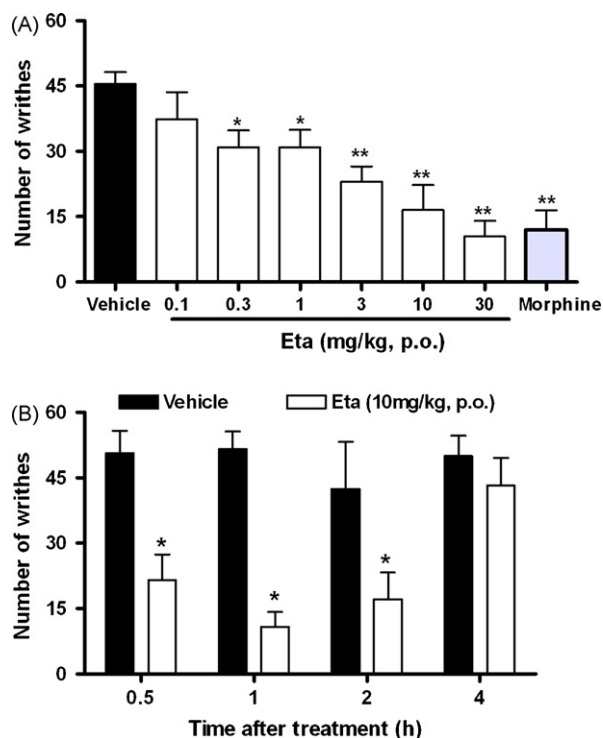 (A)
60
45
30
15
0
Number of writhes
*
*
**
**
**
**
Vehicle 0.1 0.3 1 3 10 30 Morphine
Eta (mg/kg, p.o.)
(B)
Vehicle Eta (10mg/kg, p.o.)
60
45
30
15
0
Number of writhes
*
*
*
0.5 1 2 4
Time after treatment (h)